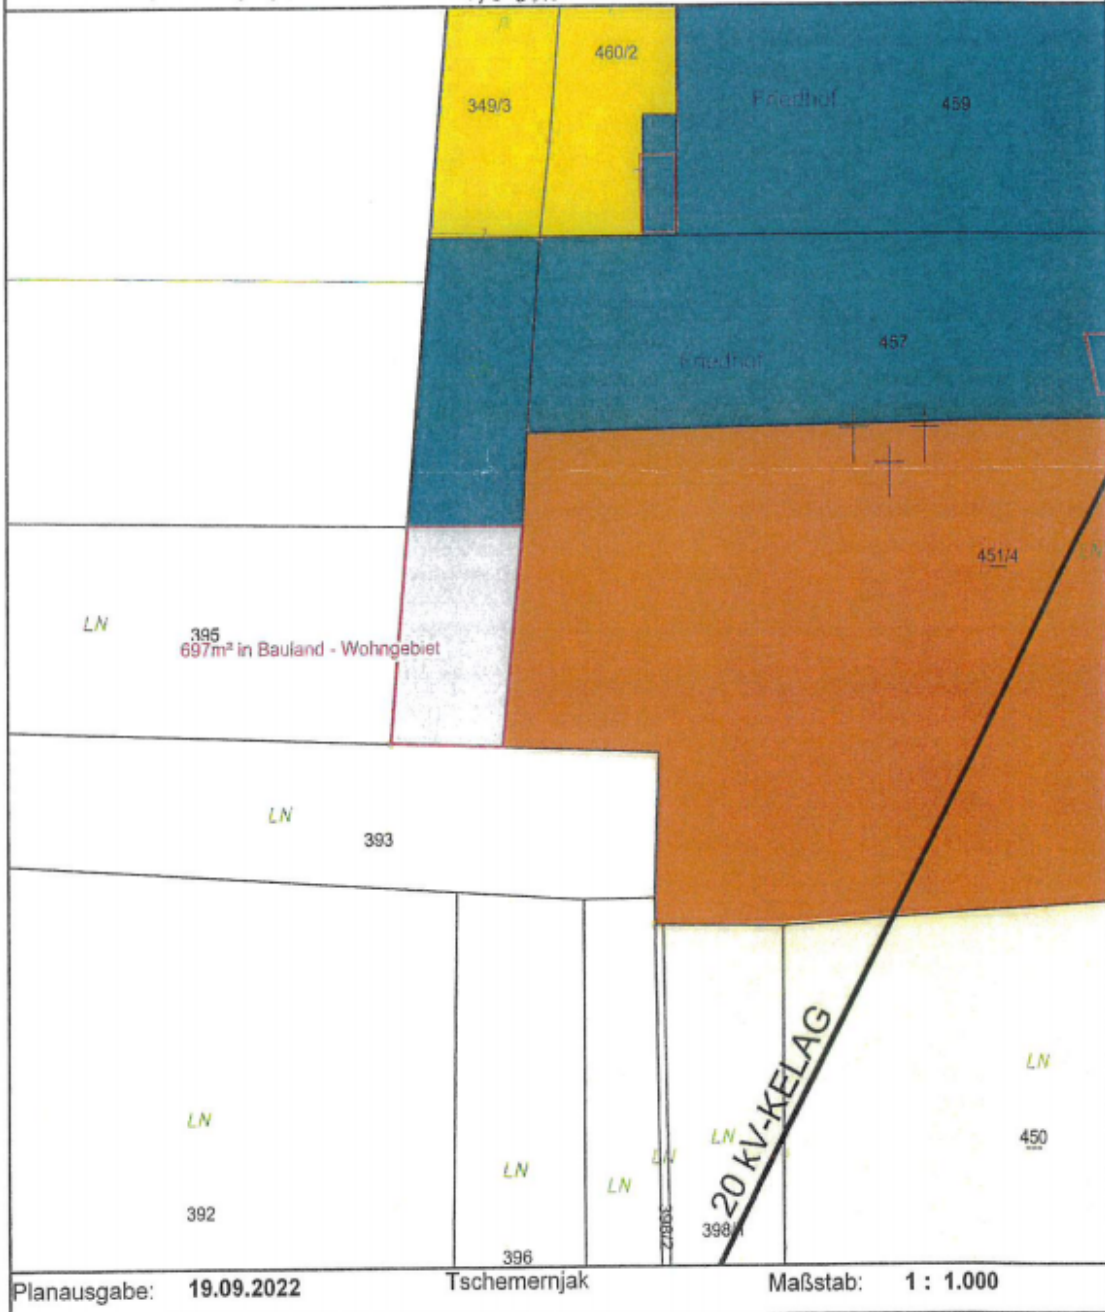 460/2
349/3
Friedhof
459
457
Friedhof
451/4
LN
LN
395
697m² in Bauland - Wohngebiet
LN
393
20 kV-KELAG
LN
LN
LN
450
LN
LN
LN
392
396
398/1
Planausgabe: 19.09.2022 Tschemernjak Maßstab: 1 : 1.000